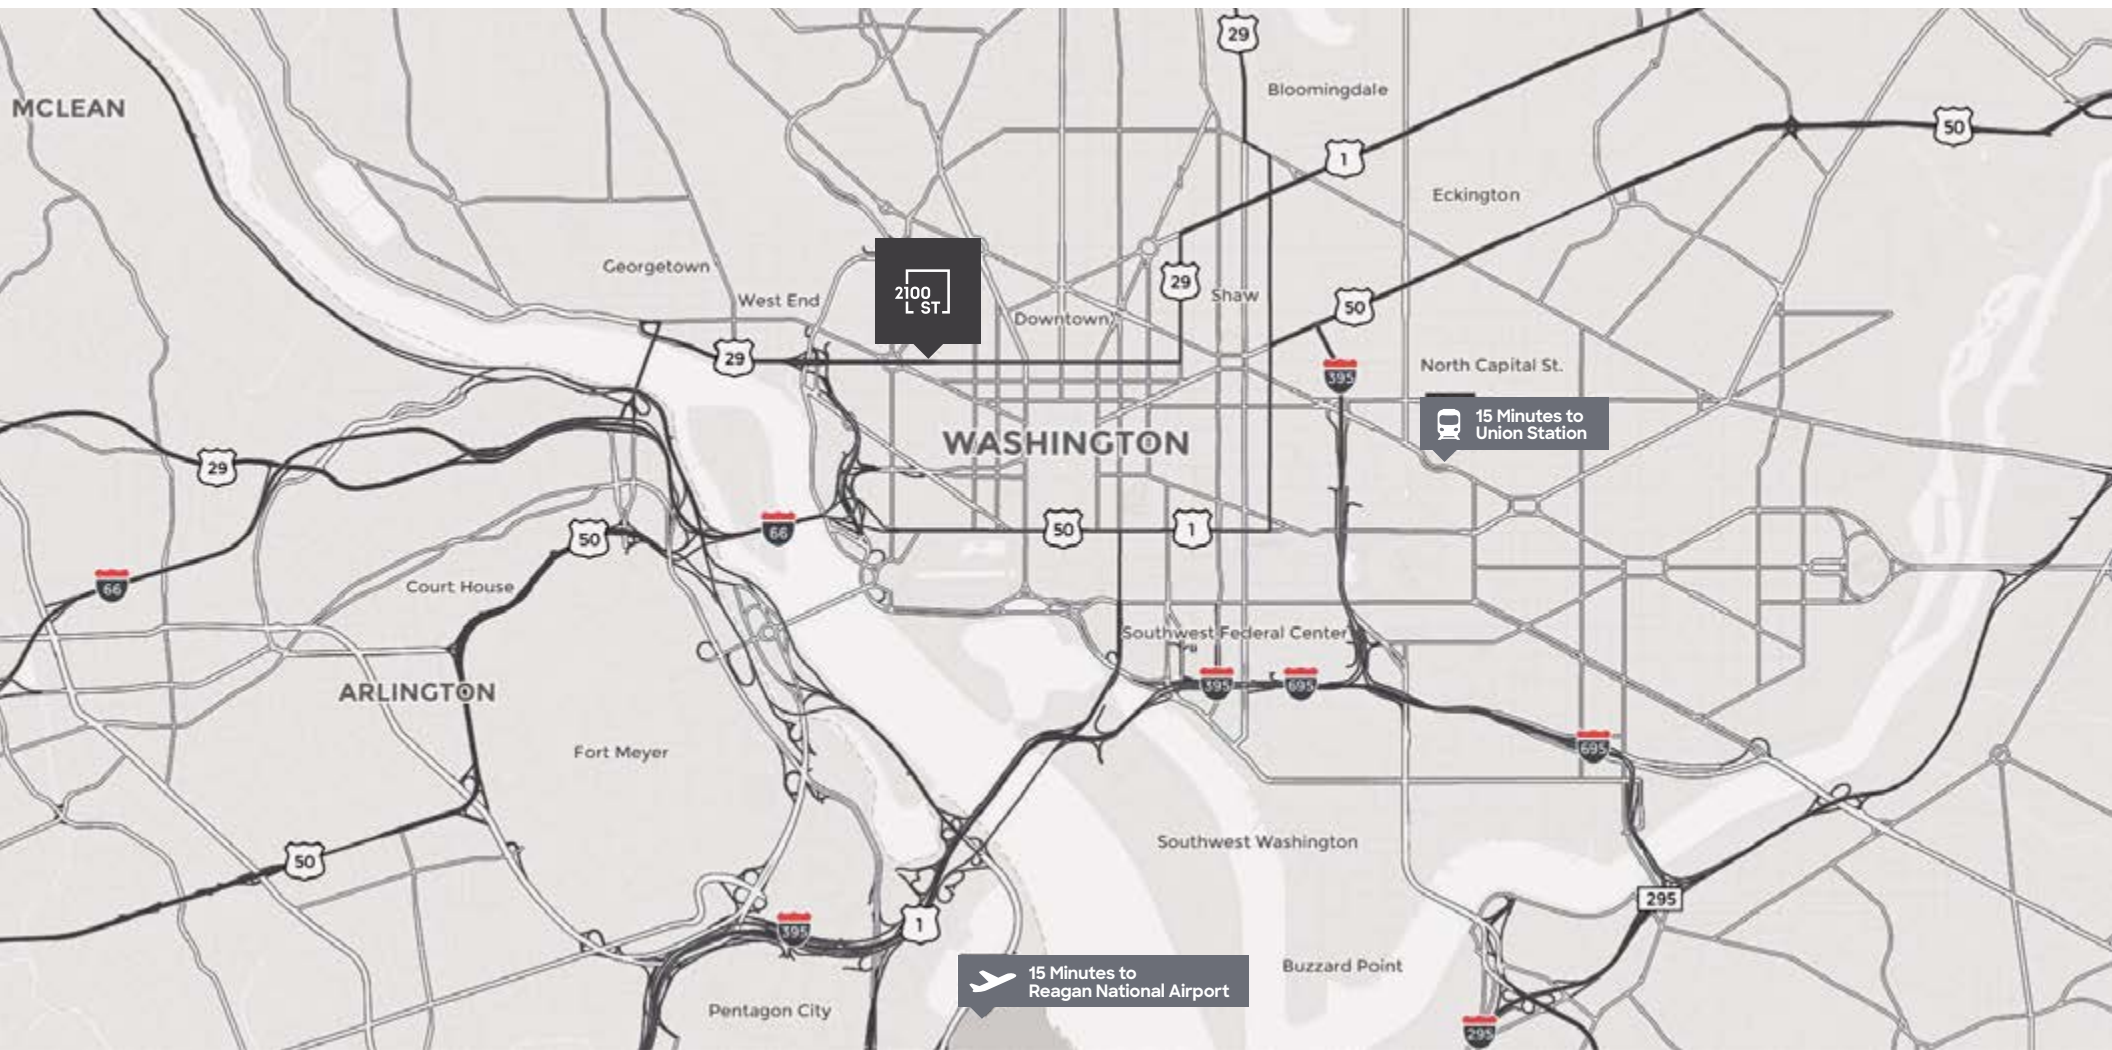 29
Bloomingdale
MCLEAN
50
1
Eckington
Georgetown
29
Shaw
West End
2100
L ST
50
Downtown
29
395
North Capital St.
15 Minutes to
Union Station
WASHINGTON
29
66
50
50
1
66
Court House
Southwest Federal Center
395
695
ARLINGTON
Fort Meyer
695
Southwest Washington
50
295
1
395
15 Minutes to
Reagan National Airport
Buzzard Point
Pentagon City
295